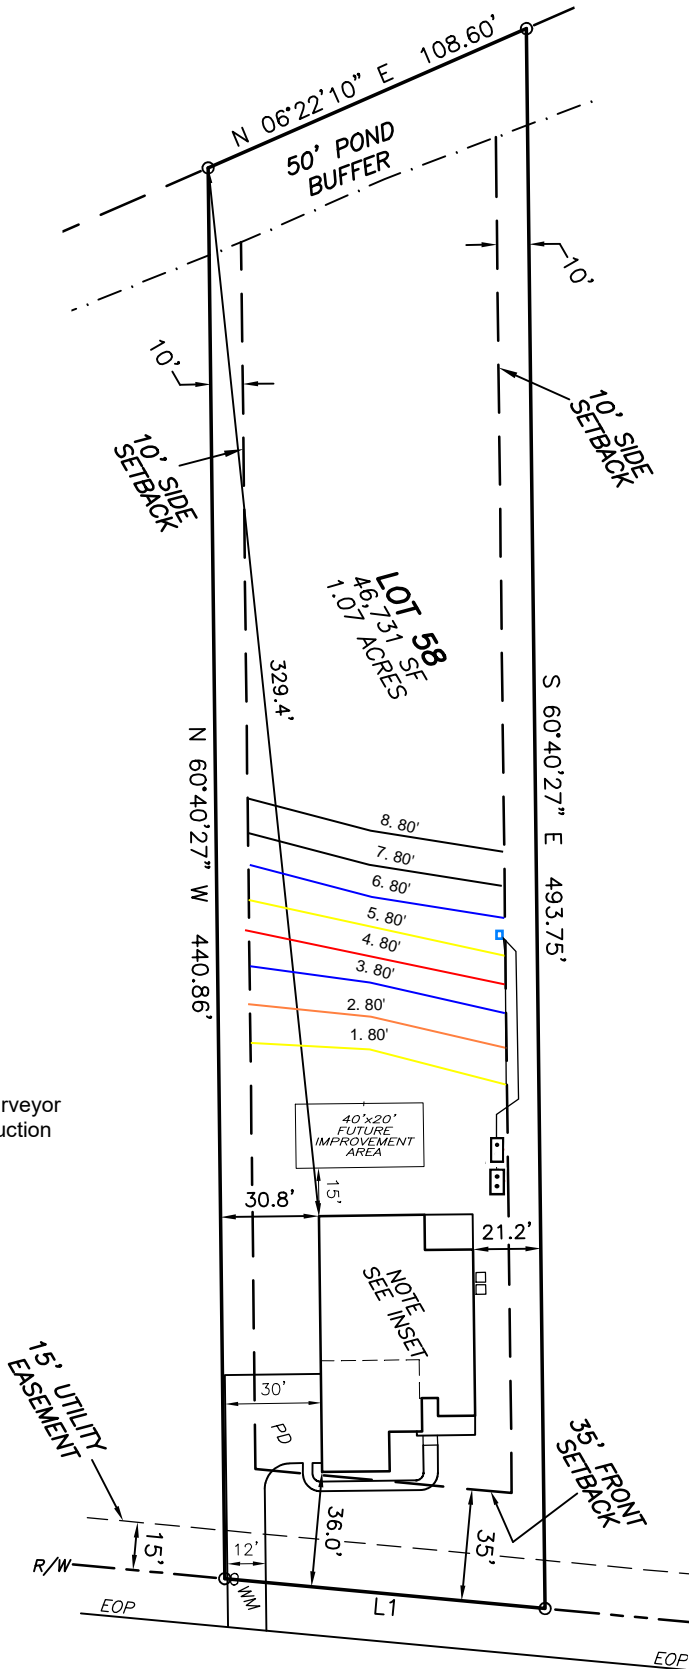 N 06°22'10" E 108.60'
50' POND
BUFFER
10'
10'
10' SIDE
SETBACK
10' SIDE
SETBACK
LOT 58
46,731 SF
1.07 ACRES
329.4'
S 60°40'27" E 493.75'
N 60°40'27" W 440.86'
8. 80'
7. 80'
6. 80'
5. 80'
4. 80'
3. 80'
2. 80'
1. 80'
rveyor
uction
40'x20'
FUTURE
IMPROVEMENT
AREA
15'
30.8'
21.2'
NOTE
SEE INSET
15' UTILITY
EASEMENT
30'
PD
35' FRONT
SETBACK
36.0'
35'
15'
12'
R/W
WM
L1
EOP
EOP